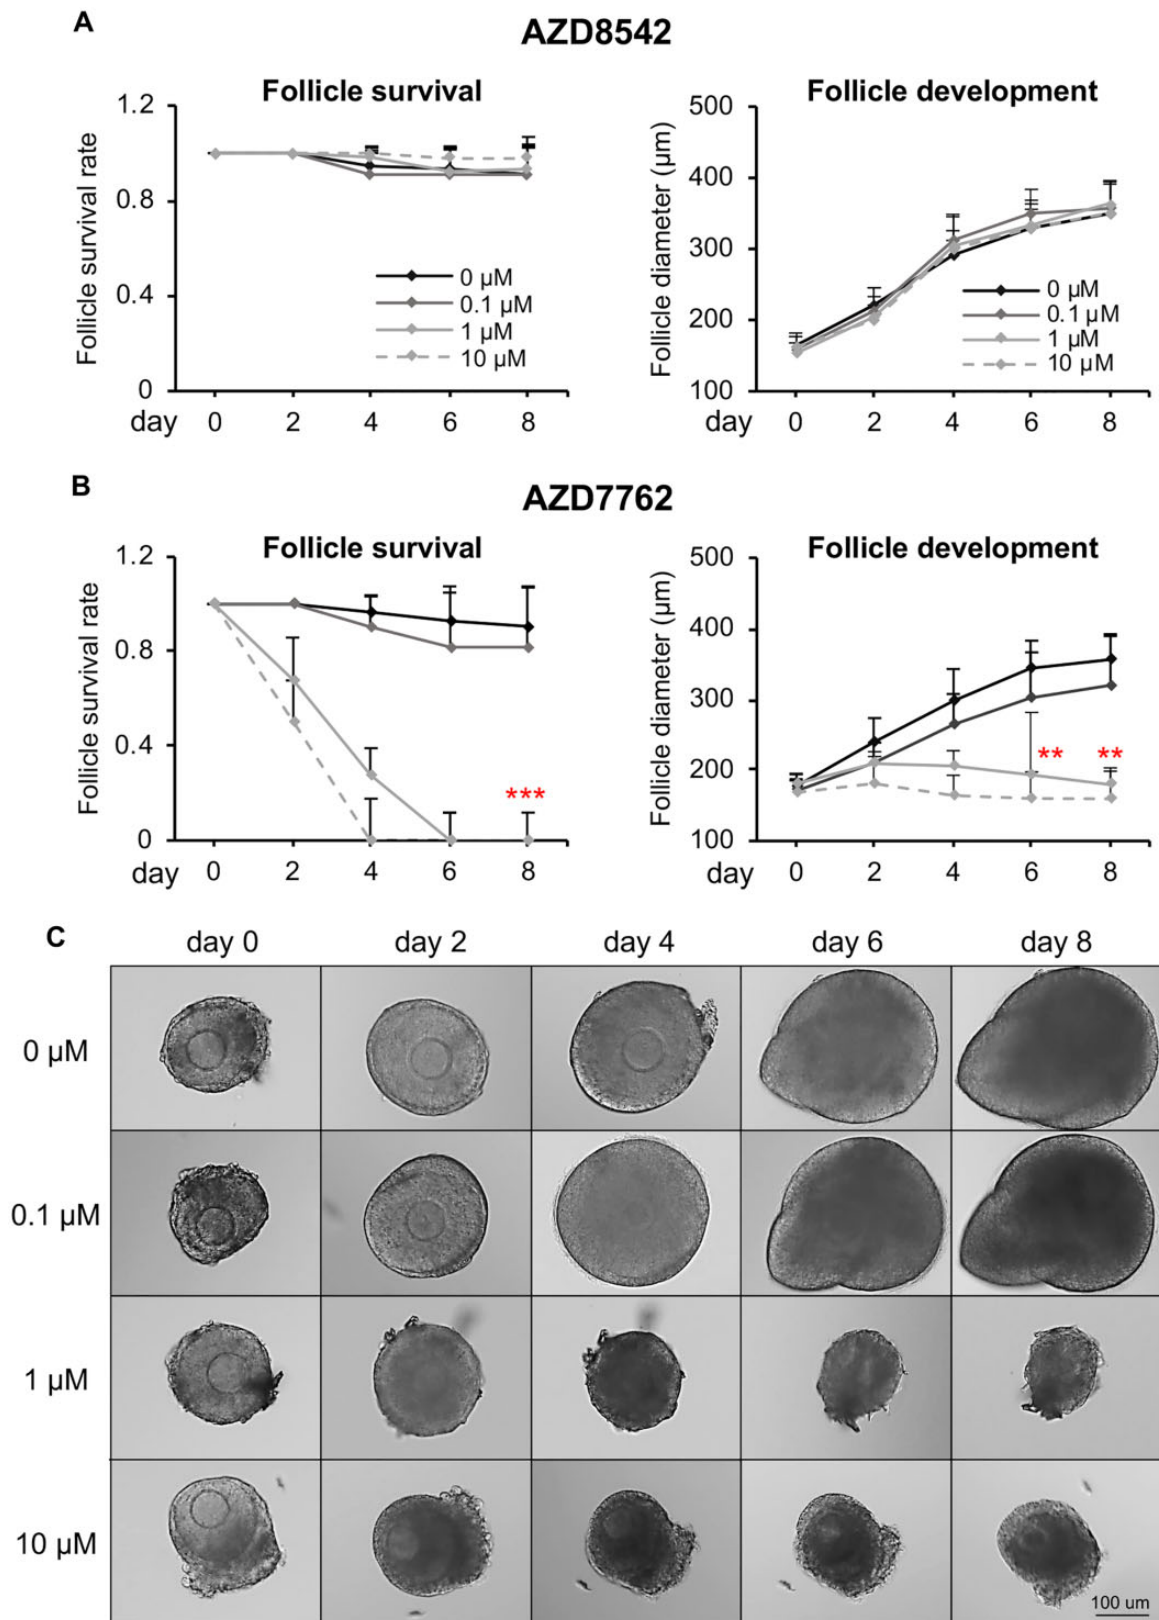 A
AZD8542
Follicle survival
Follicle survival rate
1.2
0.8
0.4
0
0 µM
0.1 µM
1 µM
10 µM
day 0 2 4 6 8
Follicle development
Follicle diameter (µm)
500
400
300
200
100
0 µM
0.1 µM
1 µM
10 µM
day 0 2 4 6 8
B
AZD7762
Follicle survival
Follicle survival rate
1.2
0.8
0.4
0
***
day 0 2 4 6 8
Follicle development
Follicle diameter (µm)
500
400
300
200
100
** **
day 0 2 4 6 8
C
day 0 day 2 day 4 day 6 day 8
0 µM
0.1 µM
1 µM
10 µM
100 um